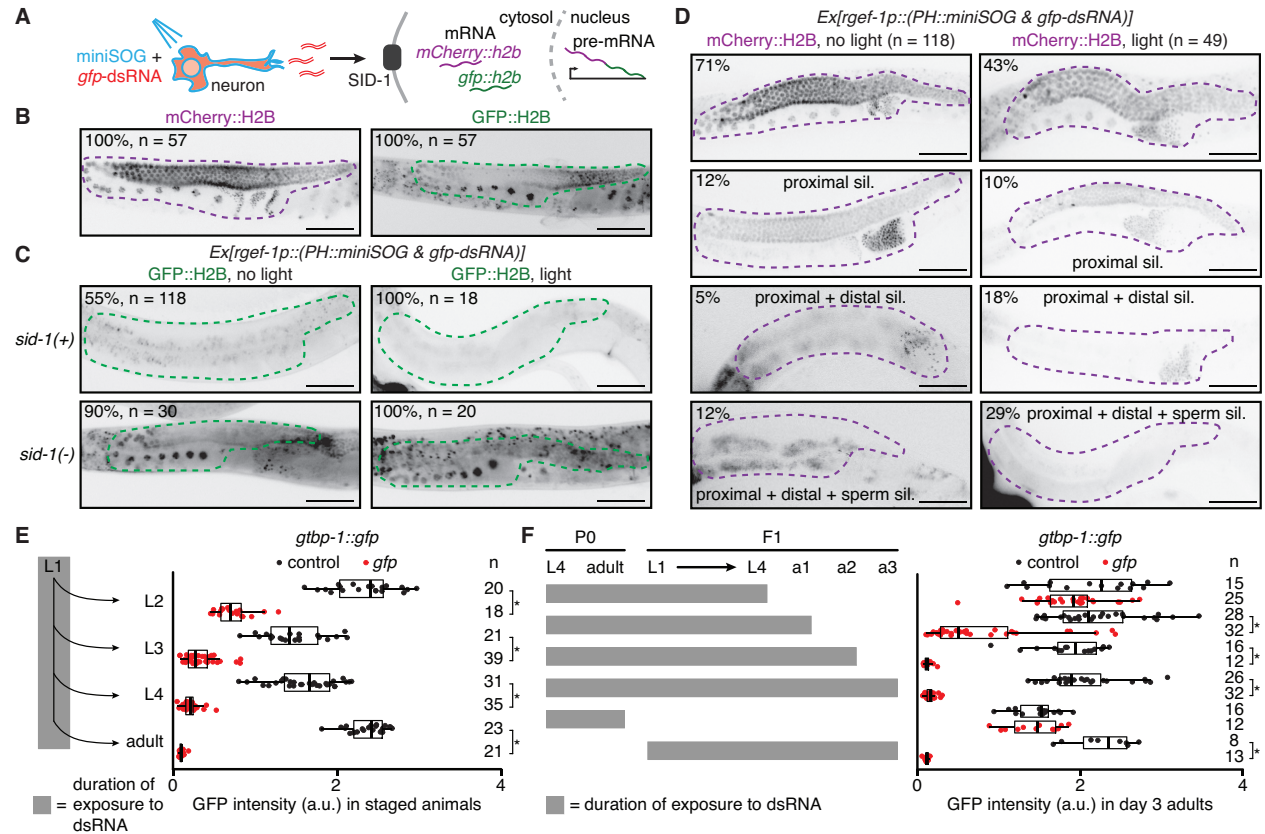 A
miniSOG +
gfp-dsRNA
neuron
SID-1
cytosol
nucleus
mRNA
mCherry::h2b
gfp::h2b
pre-mRNA
B
mCherry::H2B
GFP::H2B
100%, n = 57
100%, n = 57
C
Ex[rgef-1p::(PH::miniSOG & gfp-dsRNA)]
GFP::H2B, no light
GFP::H2B, light
sid-1(+)
55%, n = 118
100%, n = 18
sid-1(-)
90%, n = 30
100%, n = 20
D
Ex[rgef-1p::(PH::miniSOG & gfp-dsRNA)]
mCherry::H2B, no light (n = 118)
mCherry::H2B, light (n = 49)
71%
43%
12%
proximal sil.
10%
proximal sil.
5%
proximal + distal sil.
18%
proximal + distal sil.
12%
proximal + distal + sperm sil.
29%
proximal + distal + sperm sil.
E
gtbp-1::gfp
control
gfp
n
L1
L2
L3
L4
adult
20
18
*
21
39
*
31
35
*
23
21
*
0
2
4
GFP intensity (a.u.) in staged animals
= duration of exposure to dsRNA
F
P0
F1
L4
adult
L1
L4
a1
a2
a3
gtbp-1::gfp
control
gfp
n
15
25
28
32
*
16
12
*
26
32
*
16
12
8
13
*
0
2
4
GFP intensity (a.u.) in day 3 adults
= duration of exposure to dsRNA